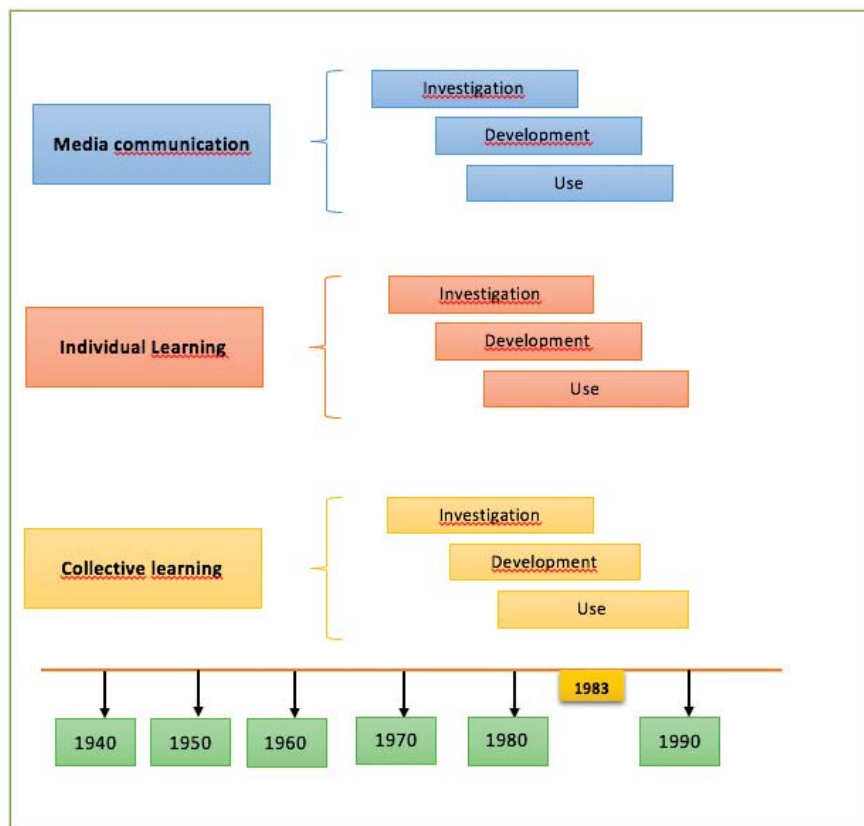 Media communication
Investigation
Development
Use
Individual Learning
Investigation
Development
Use
Collective learning
Investigation
Development
Use
1983
1940
1950
1960
1970
1980
1990